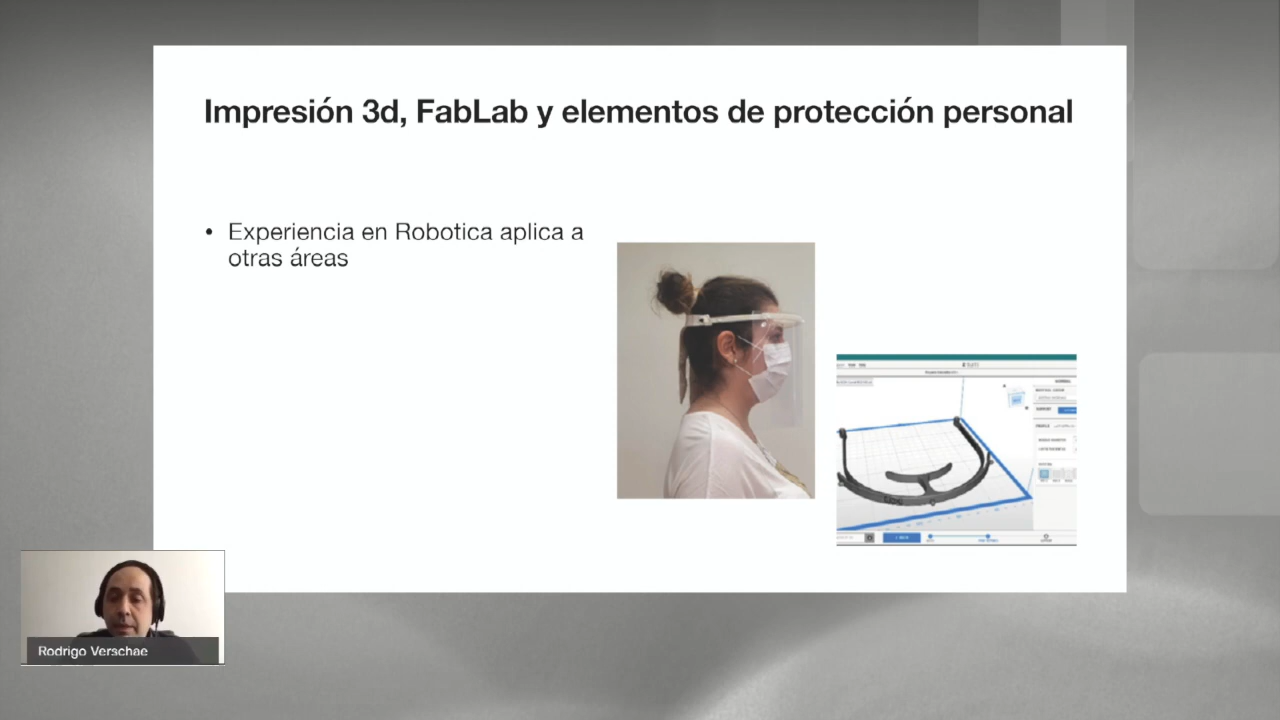 Impresión 3d, FabLab y elementos de protección personal
• Experiencia en Robotica aplica a
otras áreas
Rodrigo Verschae